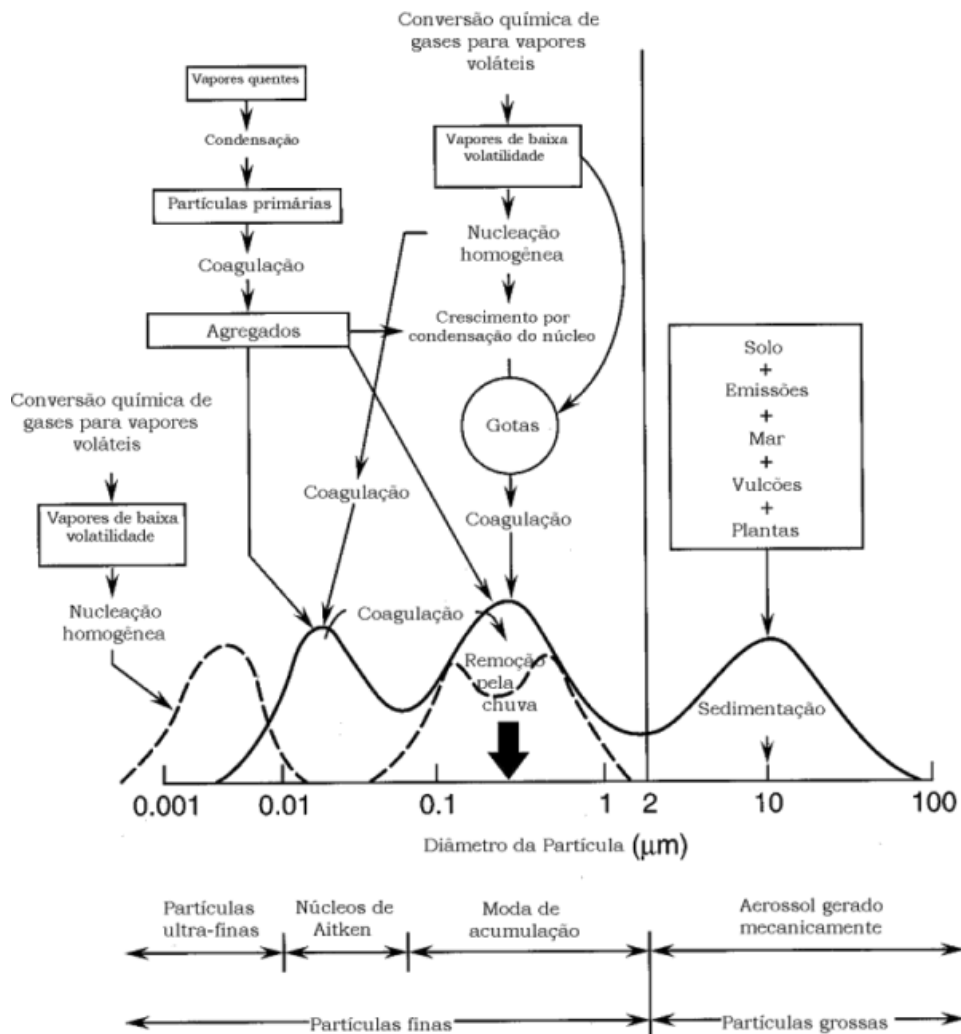 Conversão química de
gases para vapores
voláteis
Vapores quentes
Condensação
Partículas primárias
Coagulação
Agregados
Vapores de baixa
volatilidade
Nucleação
homogênea
Crescimento por
condensação do núcleo
Gotas
Coagulação
Coagulação
Conversão química de
gases para vapores
voláteis
Vapores de baixa
volatilidade
Nucleação
homogênea
Coagulação
Remoção
pela
chuva
Solo
+
Emissões
+
Mar
+
Vulcões
+
Plantas
Sedimentação
0.001 0.01 0.1 1 2 10 100
Diâmetro da Partícula (μm)
Partículas
ultra-finas
Núcleos de
Aitken
Moda de
acumulação
Aerossol gerado
mecanicamente
Partículas finas
Partículas grossas